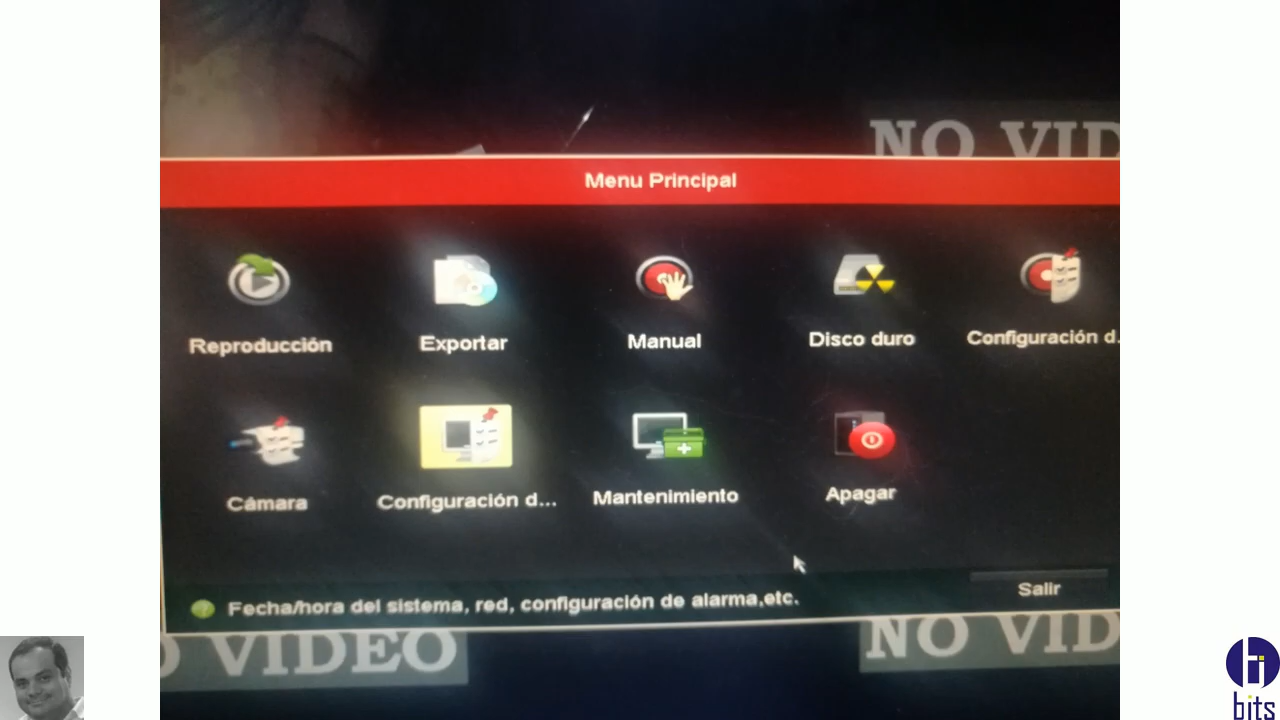 NO VID
Menu Principal
Reproducción
Exportar
Manual
Disco duro
Configuración d.
Cámara
Configuración d...
Mantenimiento
Apagar
Salir
Fecha/hora del sistema, red, configuración de alarma,etc.
O VIDEO
NO VID
bits